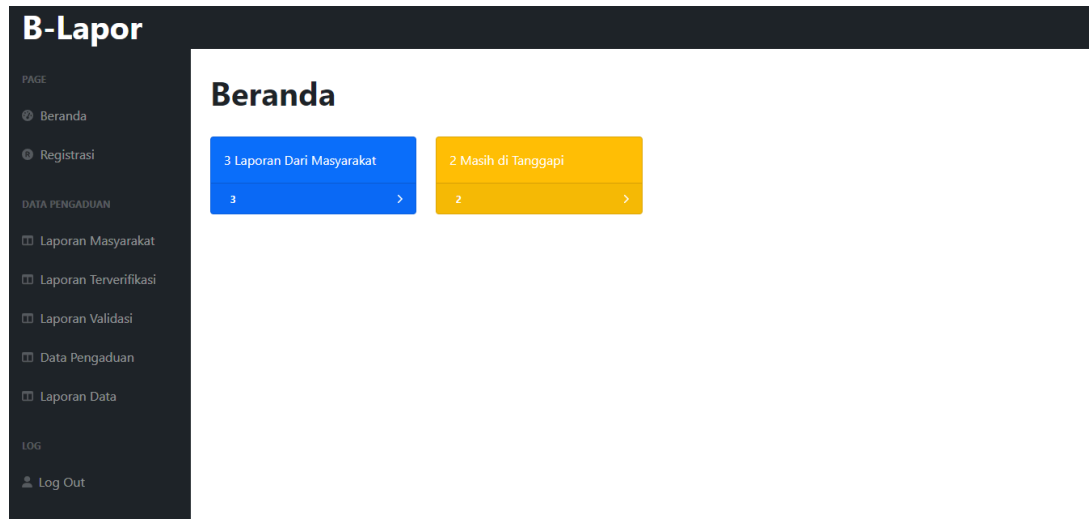 B-Lapor
PAGE
Beranda
Registrasi
DATA PENGADUAN
Laporan Masyarakat
Laporan Terverifikasi
Laporan Validasi
Data Pengaduan
Laporan Data
LOG
Log Out
Beranda
3 Laporan Dari Masyarakat
3
2 Masih di Tanggapi
2